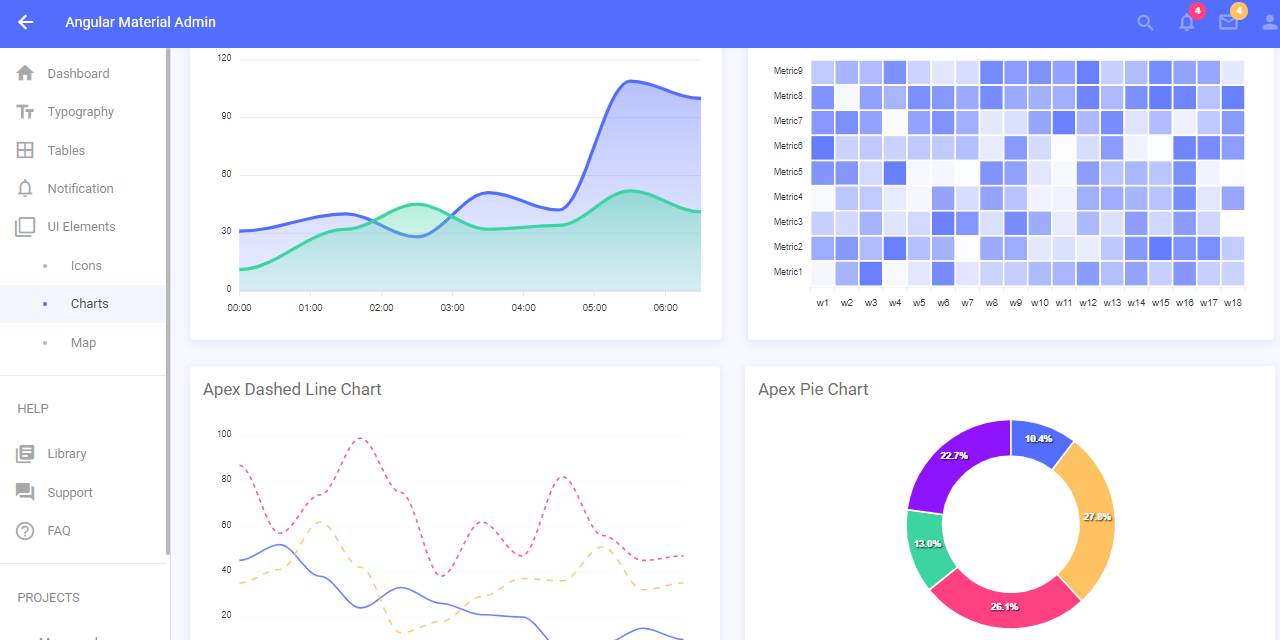 Angular Material Admin
4
4
Dashboard
Typography
Tables
Notification
UI Elements
Icons
Charts
Map
HELP
Library
Support
FAQ
PROJECTS
120
90
60
30
0
00:00 01:00 02:00 03:00 04:00 05:00 06:00
Metric9
Metric8
Metric7
Metric6
Metric5
Metric4
Metric3
Metric2
Metric1
w1 w2 w3 w4 w5 w6 w7 w8 w9 w10 w11 w12 w13 w14 w15 w16 w17 w18
Apex Dashed Line Chart
100
80
60
40
20
Apex Pie Chart
10.4%
27.8%
26.1%
13.0%
22.7%